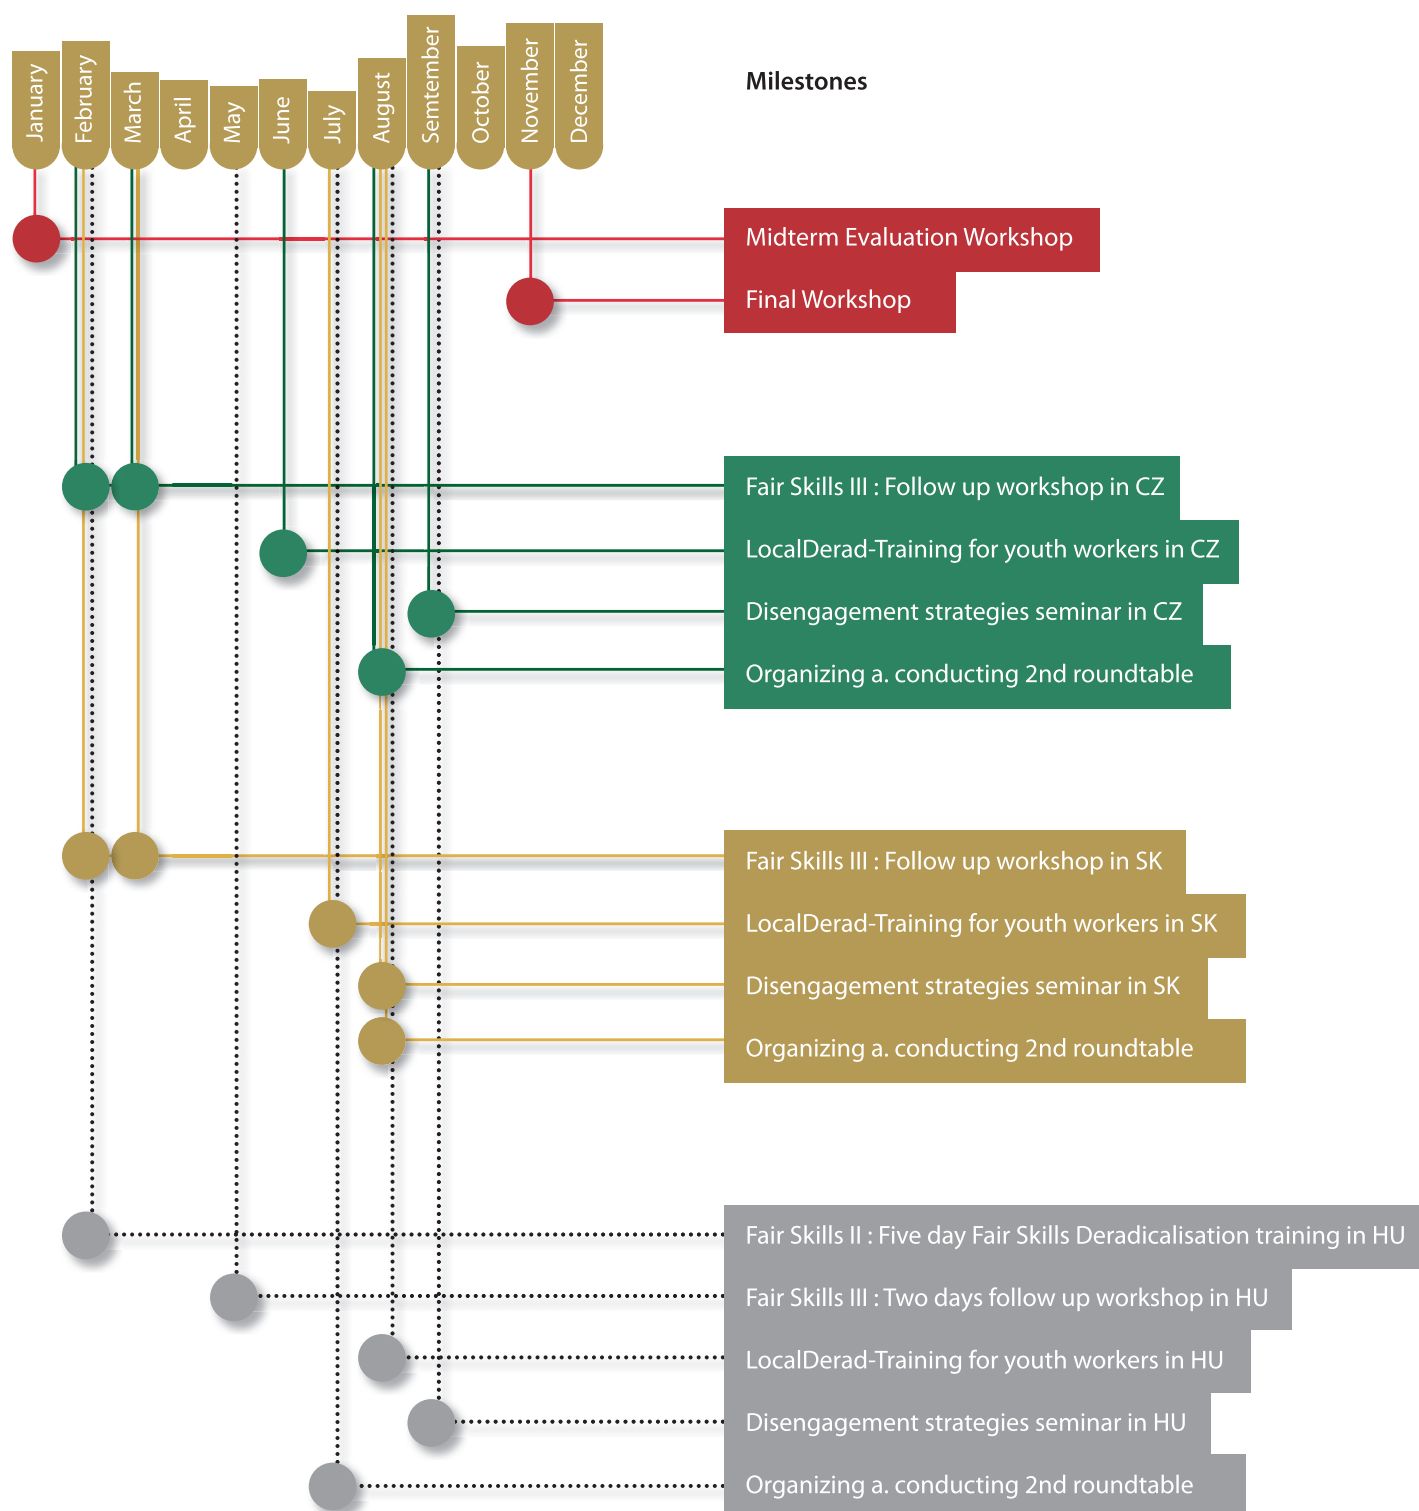 January
February
March
April
May
June
July
August
Semtember
October
November
December
Milestones
Midterm Evaluation Workshop
Final Workshop
Fair Skills III : Follow up workshop in CZ
LocalDerad-Training for youth workers in CZ
Disengagement strategies seminar in CZ
Organizing a. conducting 2nd roundtable
Fair Skills III : Follow up workshop in SK
LocalDerad-Training for youth workers in SK
Disengagement strategies seminar in SK
Organizing a. conducting 2nd roundtable
Fair Skills II : Five day Fair Skills Deradicalisation training in HU
Fair Skills III : Two days follow up workshop in HU
LocalDerad-Training for youth workers in HU
Disengagement strategies seminar in HU
Organizing a. conducting 2nd roundtable